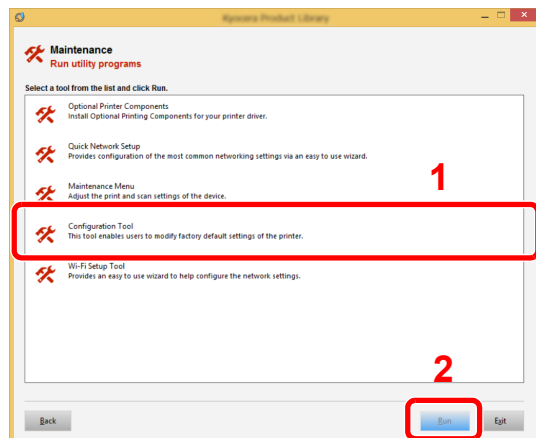 Kyocera Product Library
Maintenance
Run utility programs
Select a tool from the list and click Run.
Optional Printer Components
Install Optional Printing Components for your printer driver.
Quick Network Setup
Provides configuration of the most common networking settings via an easy to use wizard.
1
Maintenance Menu
Adjust the print and scan settings of the device.
Configuration Tool
This tool enables users to modify factory default settings of the printer.
Wi-Fi Setup Tool
Provides an easy to use wizard to help configure the network settings.
2
Back
Run
Exit